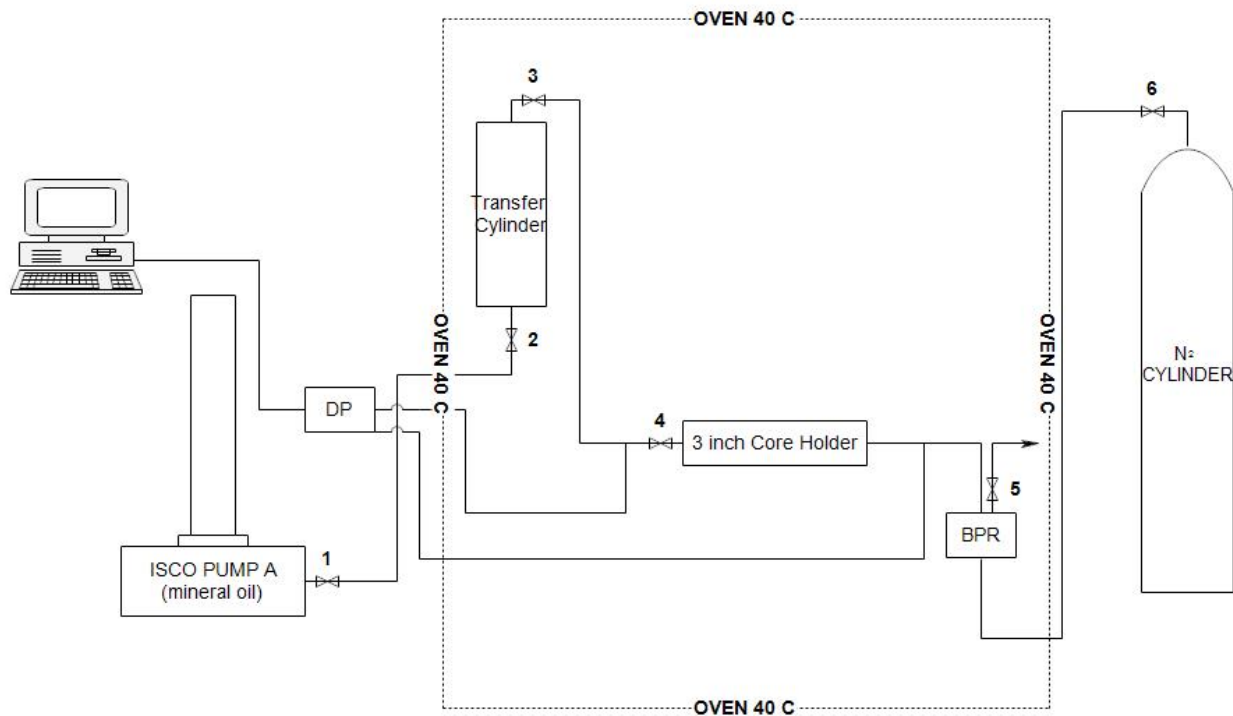 OVEN 40 C
3
6
Transfer
Cylinder
OVEN 40 C
2
OVEN 40 C
N2
CYLINDER
DP
4
3 inch Core Holder
5
BPR
1
ISCO PUMP A
(mineral oil)
OVEN 40 C